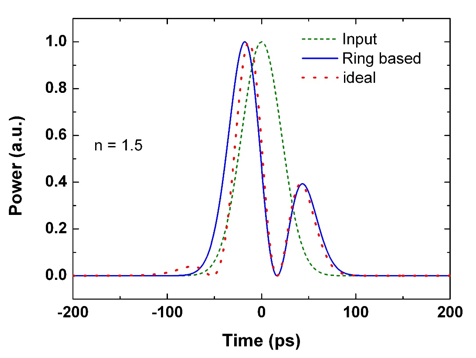 Input
Ring based
ideal
n = 1.5
Power (a.u.)
1.0
0.8
0.6
0.4
0.2
0.0
-200
-100
0
100
200
Time (ps)